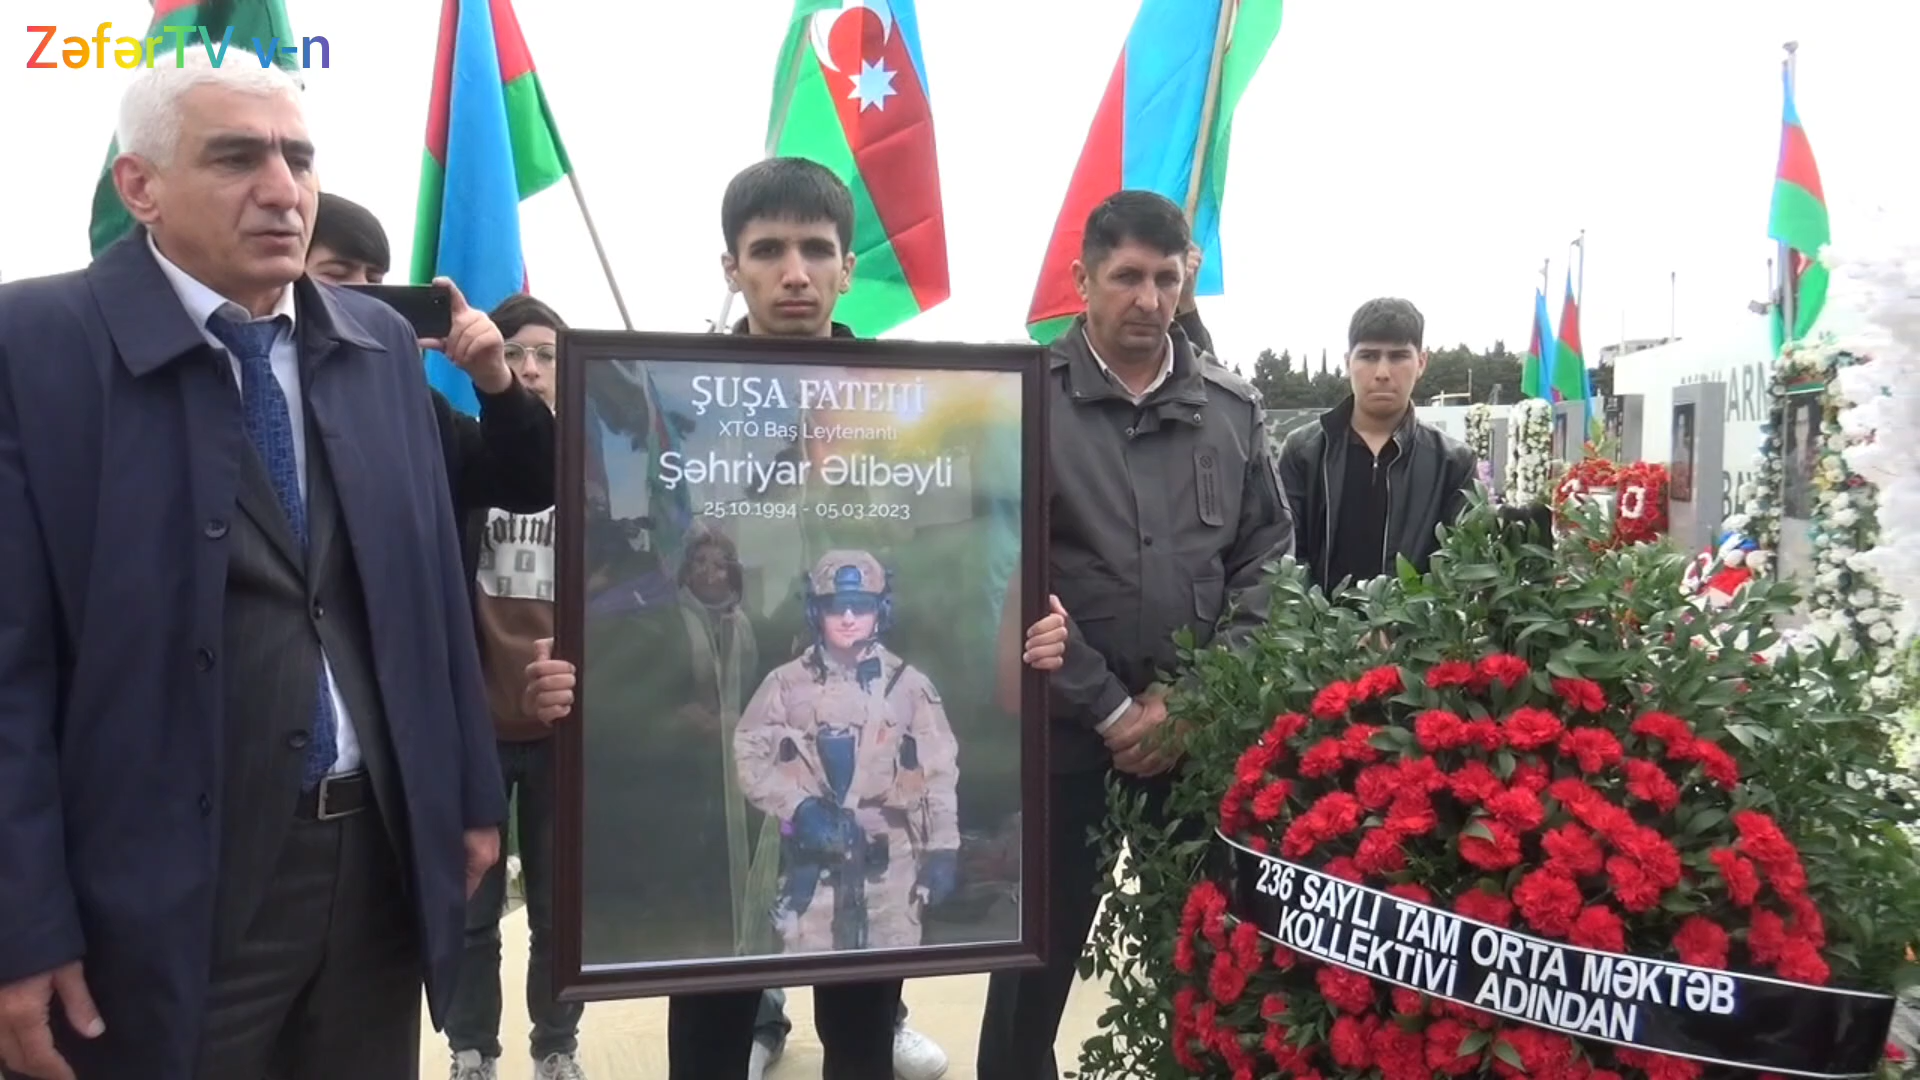 ZəfərTV v-n
ŞUŞA FATEHİ
XTQ Baş Leytenantı
Şəhriyar Əlibəyli
25.10.1994 - 05.03.2023
236 SAYLI TAM ORTA MƏKTƏB
KOLLEKTİVİ ADINDAN